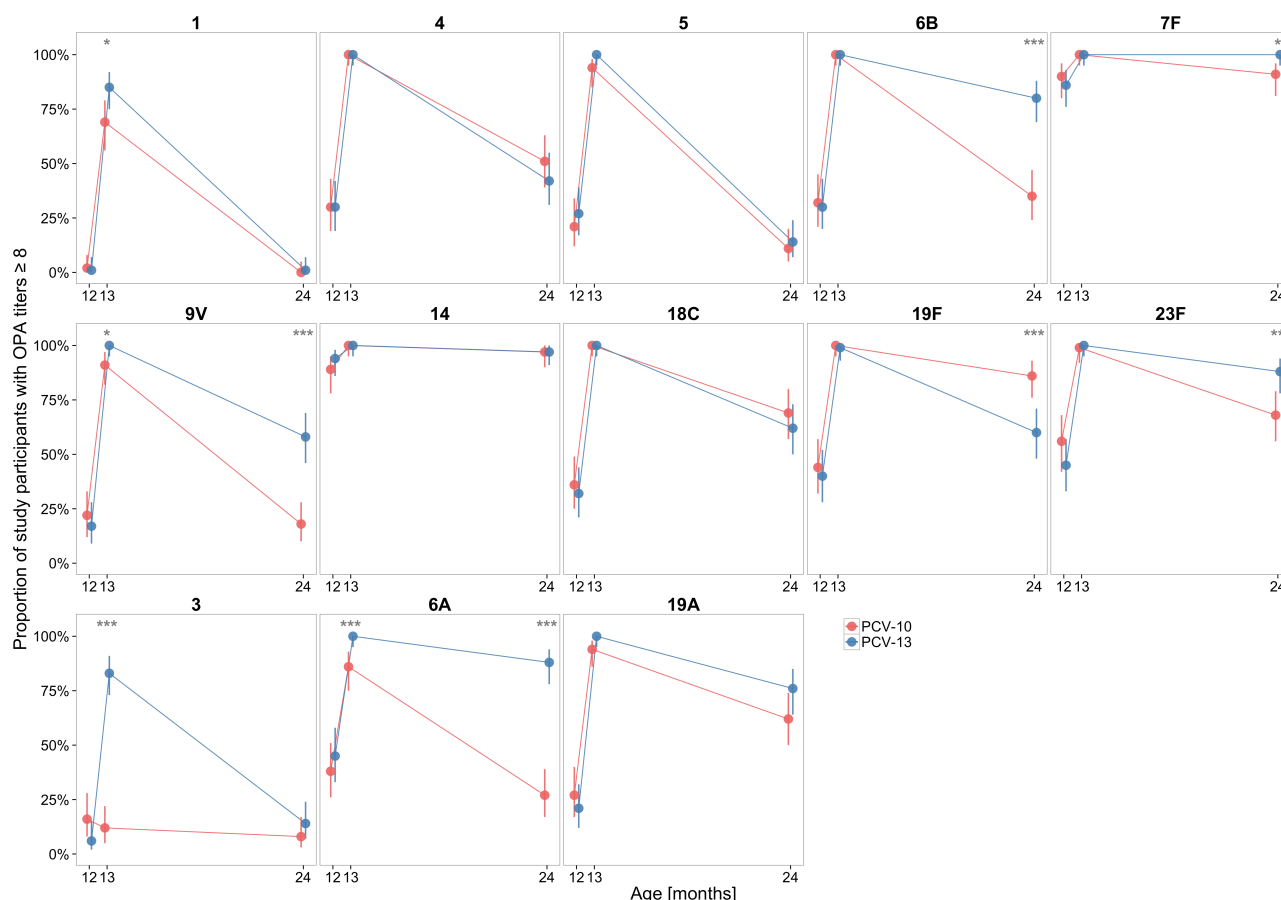 1 4 5 6B 7F
* *** *
100%
75%
50%
25%
0%
12 13 24 12 13 24 12 13 24 12 13 24 12 13 24
9V 14 18C 19F 23F
* *** *** **
100%
75%
50%
25%
0%
12 13 24 12 13 24 12 13 24 12 13 24 12 13 24
3 6A 19A
*** *** ***
100%
75%
50%
25%
0%
12 13 24 12 13 24 12 13 24
PCV-10
PCV-13
Proportion of study participants with OPA titers ≥ 8
Age [months]